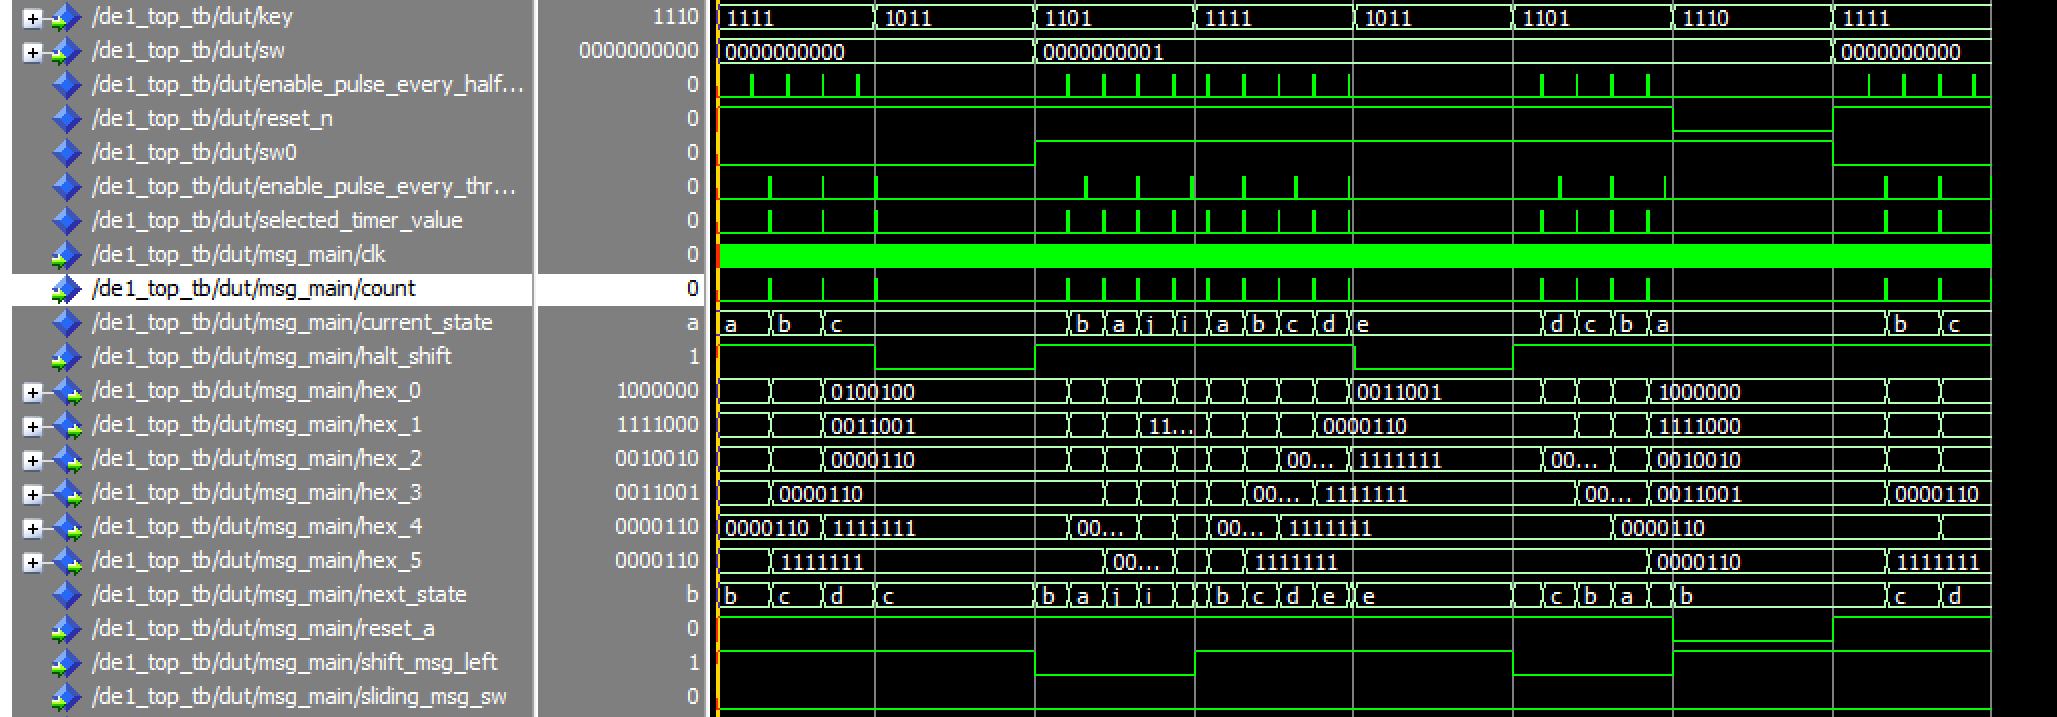 /de1_top_tb/dut/key 1110 1111 1011 1101 1111 1011 1101 1110 1111
/de1_top_tb/dut/sw 0000000000 0000000000 0000000001 0000000000
/de1_top_tb/dut/enable_pulse_every_half... 0
/de1_top_tb/dut/reset_n 0
/de1_top_tb/dut/sw0 0
/de1_top_tb/dut/enable_pulse_every_thr... 0
/de1_top_tb/dut/selected_timer_value 0
/de1_top_tb/dut/msg_main/clk 0
/de1_top_tb/dut/msg_main/count 0
/de1_top_tb/dut/msg_main/current_state a a b c b a j i a b c d e d c b a b c
/de1_top_tb/dut/msg_main/halt_shift 1
/de1_top_tb/dut/msg_main/hex_0 1000000 0100100 0011001 1000000
/de1_top_tb/dut/msg_main/hex_1 1111000 0011001 11... 0000110 1111000
/de1_top_tb/dut/msg_main/hex_2 0010010 0000110 00... 1111111 00... 0010010
/de1_top_tb/dut/msg_main/hex_3 0011001 0000110 00... 1111111 00... 0011001 0000110
/de1_top_tb/dut/msg_main/hex_4 0000110 0000110 1111111 00... 00... 1111111 0000110
/de1_top_tb/dut/msg_main/hex_5 0000110 1111111 00... 1111111 0000110 1111111
/de1_top_tb/dut/msg_main/next_state b b c d c b a j i b c d e e c b a b c d
/de1_top_tb/dut/msg_main/reset_a 0
/de1_top_tb/dut/msg_main/shift_msg_left 1
/de1_top_tb/dut/msg_main/sliding_msg_sw 0